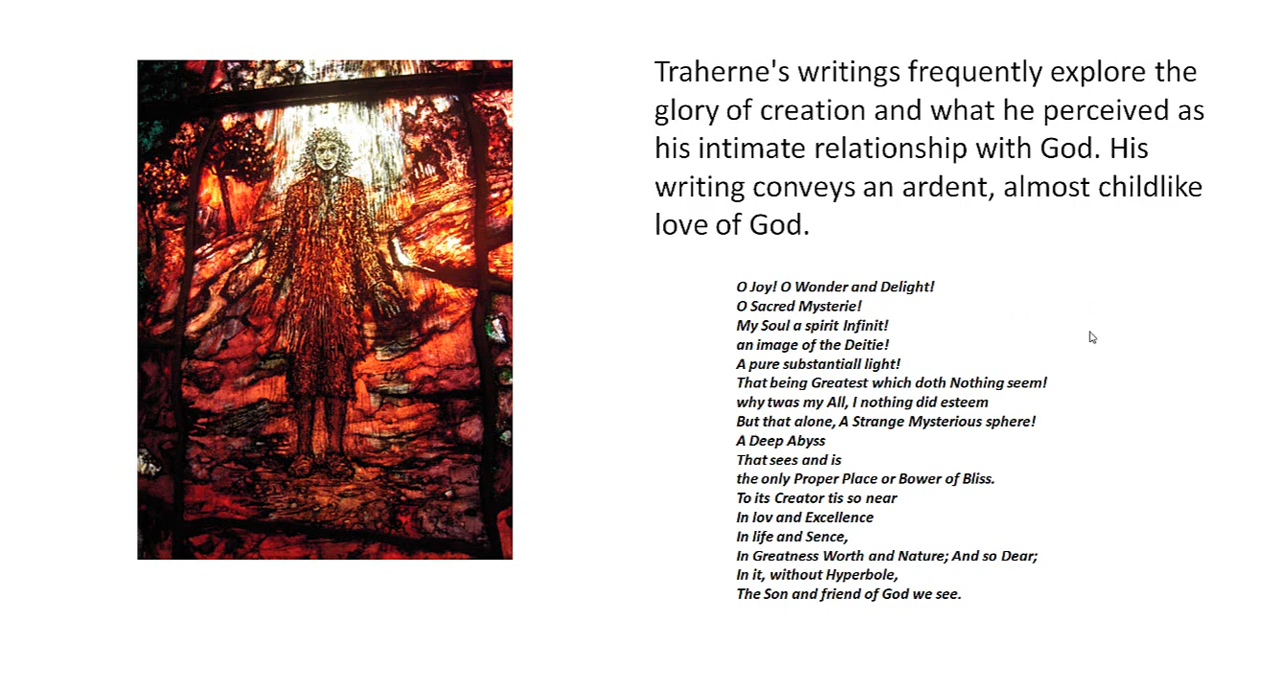 Traherne's writings frequently explore the
glory of creation and what he perceived as
his intimate relationship with God. His
writing conveys an ardent, almost childlike
love of God.
O Joy! O Wonder and Delight!
O Sacred Mysterie!
My Soul a spirit Infinit!
an image of the Deitie!
A pure substantiall light!
That being Greatest which doth Nothing seem!
why twas my All, I nothing did esteem
But that alone, A Strange Mysterious sphere!
A Deep Abyss
That sees and is
the only Proper Place or Bower of Bliss.
To its Creator tis so near
In lov and Excellence
In life and Sence,
In Greatness Worth and Nature; And so Dear;
In it, without Hyperbole,
The Son and friend of God we see.